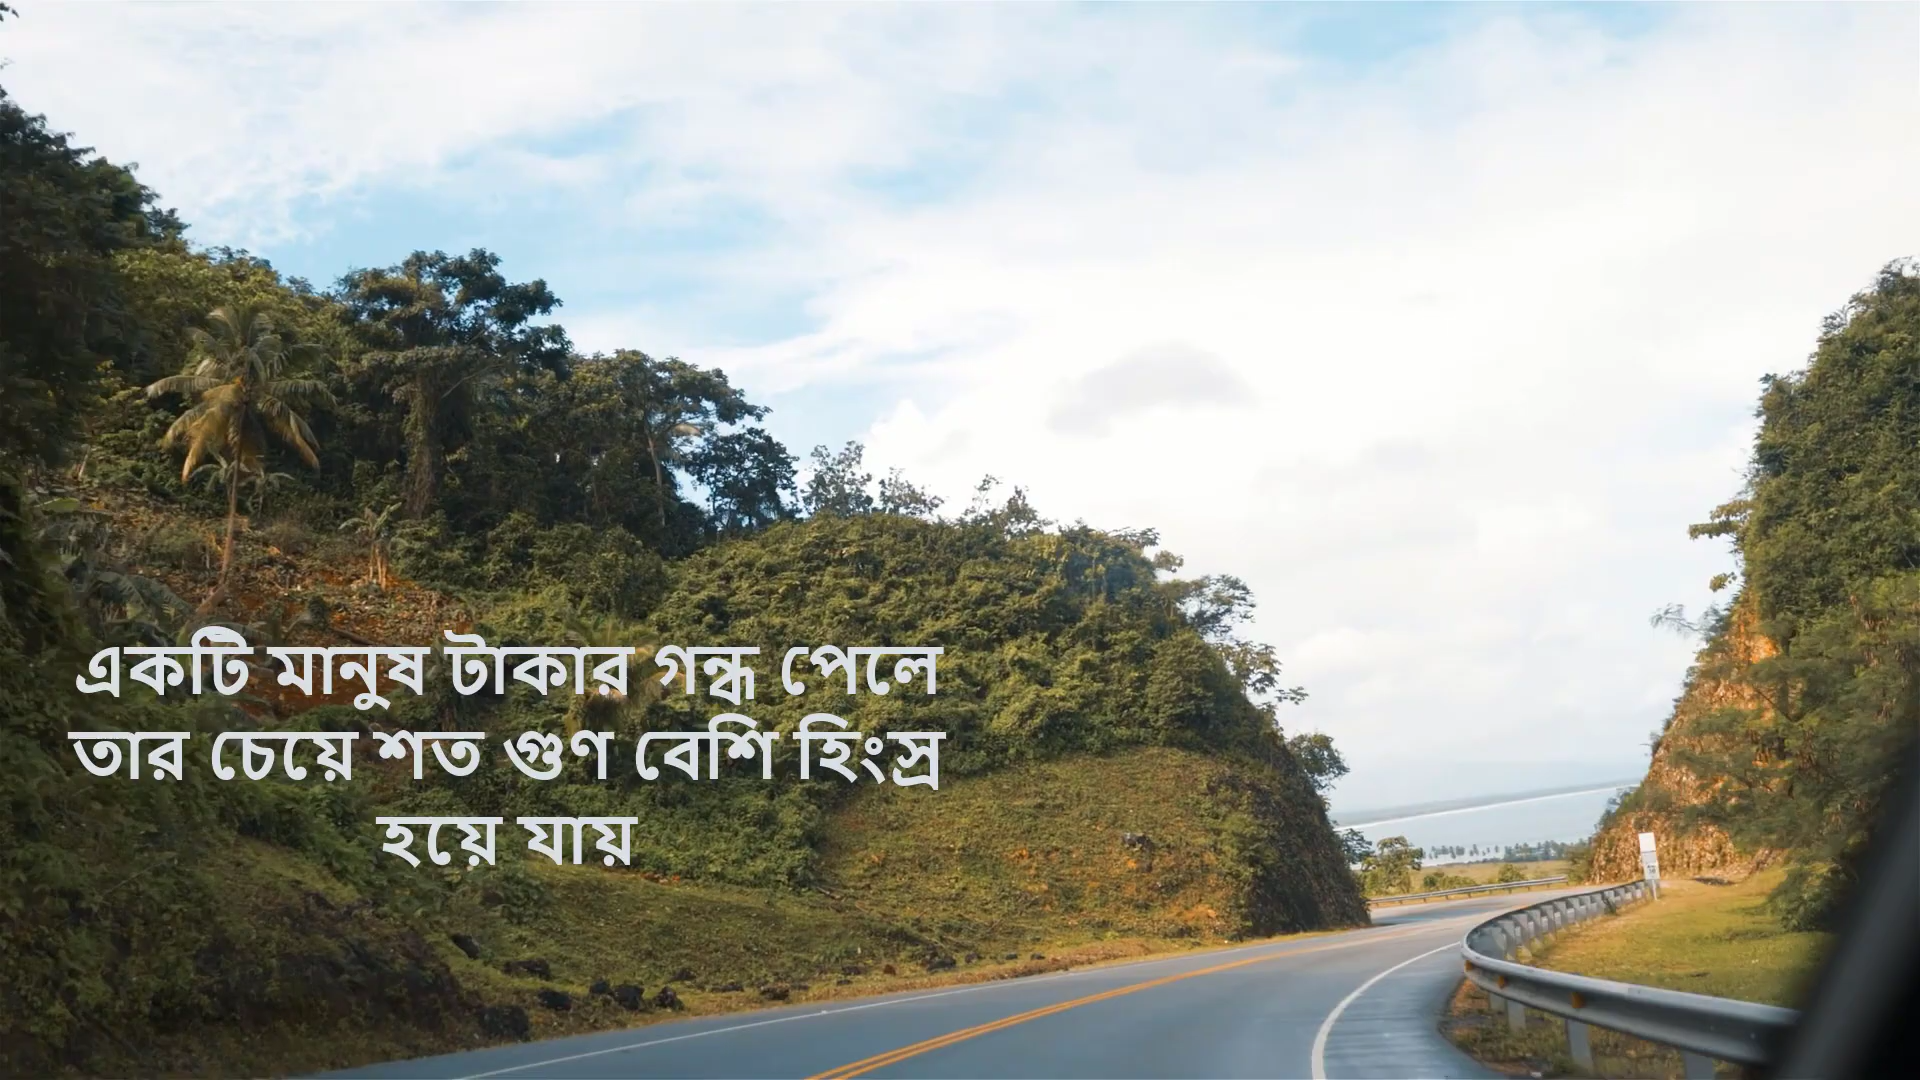 একটি মানুষ টাকার গন্ধ পেলে
তার চেয়ে শত গুণ বেশি হিংস্র
হয়ে যায়